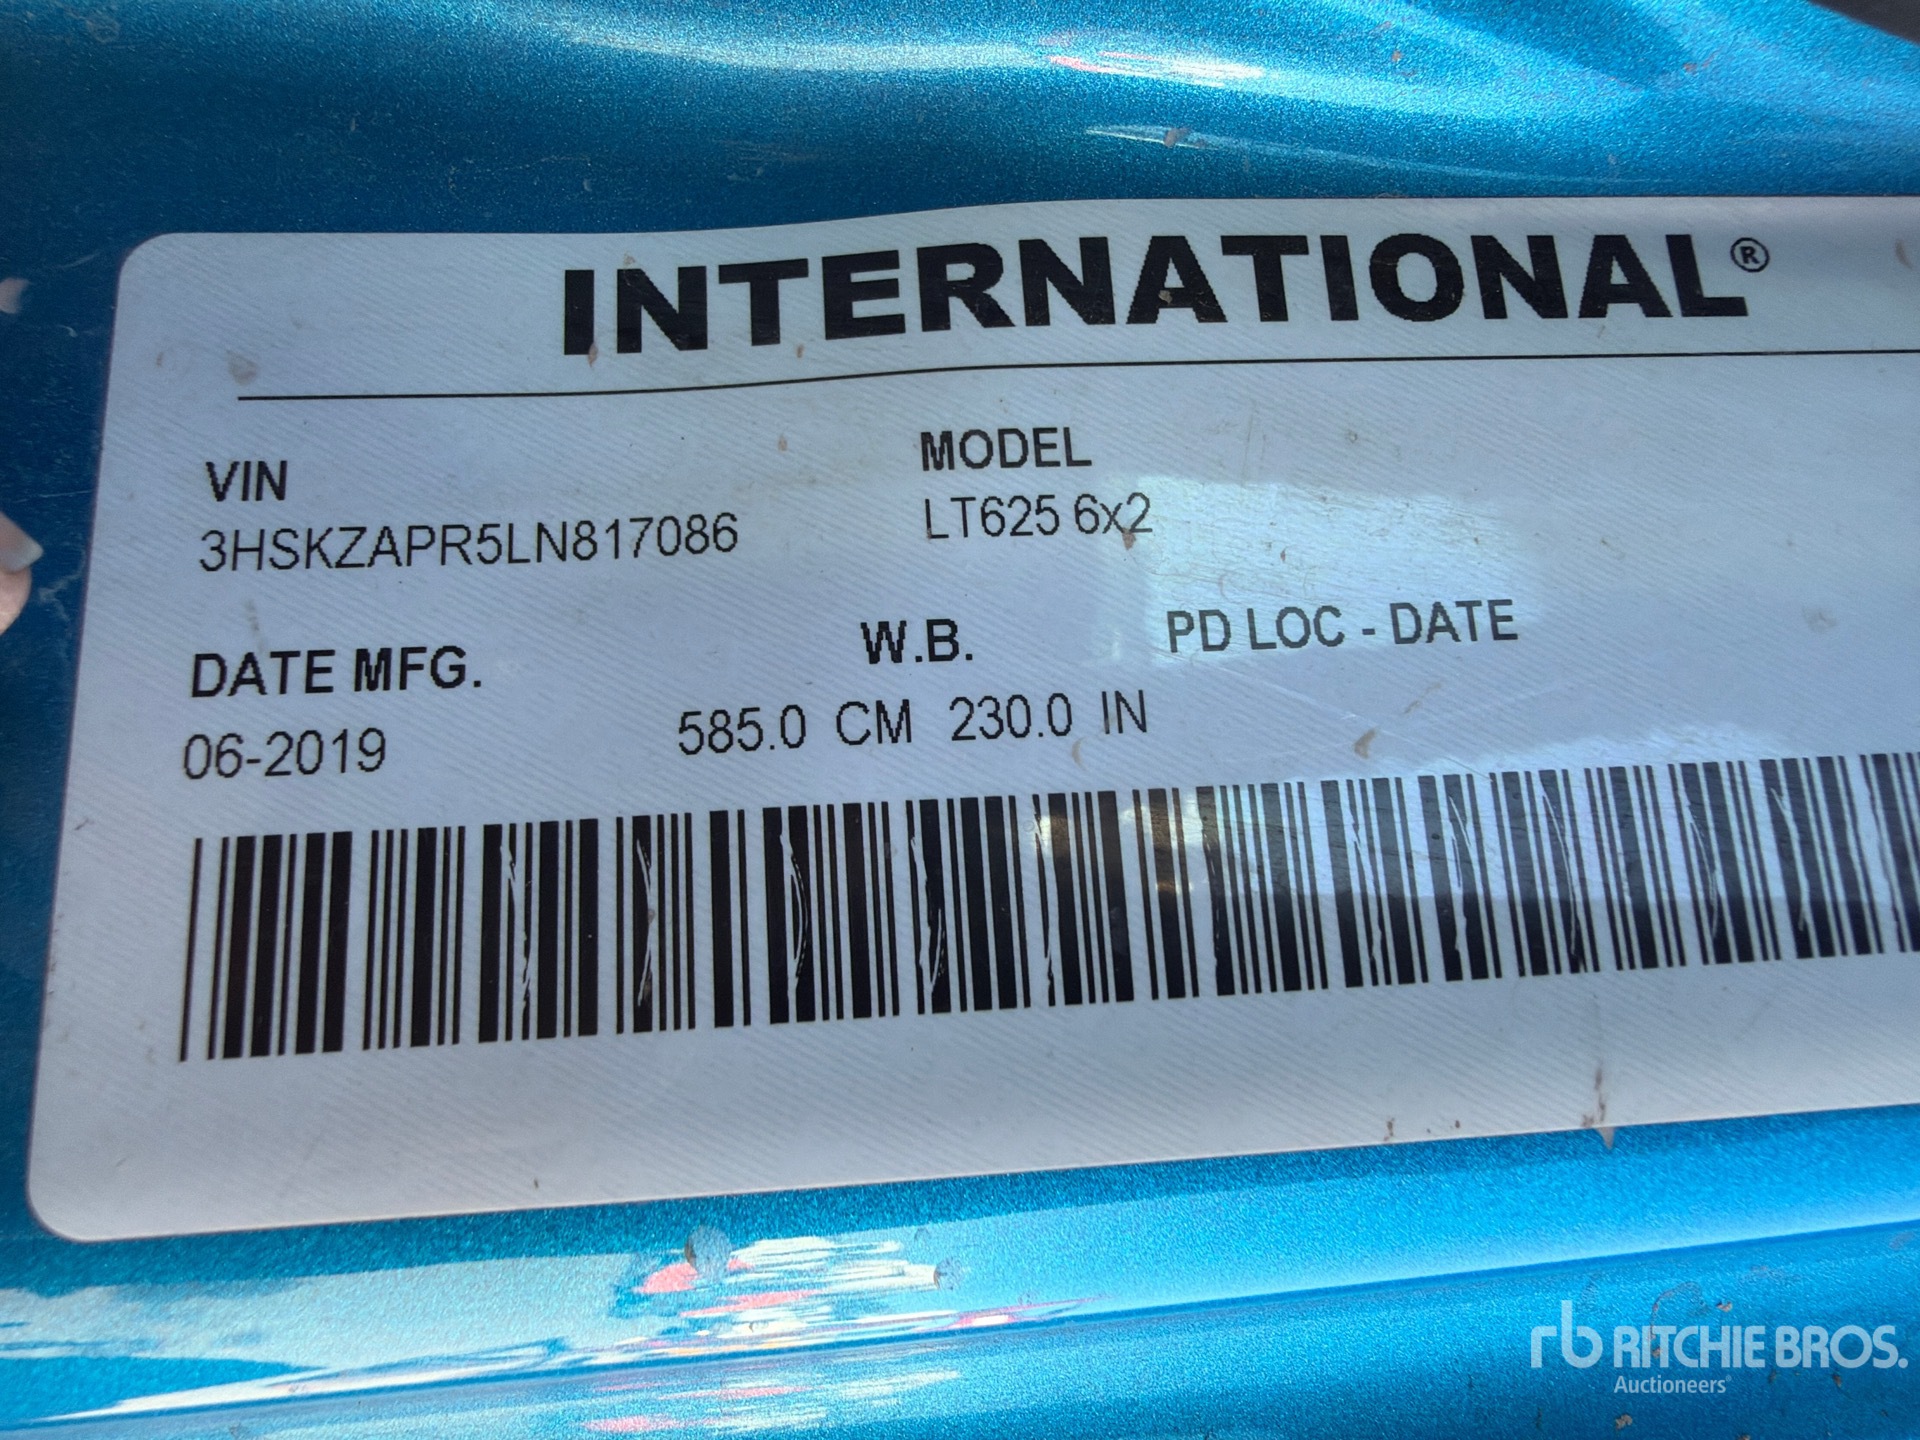 INTERNATIONAL®
VIN
3HSKZAPR5LN817086
MODEL
LT625 6x2
DATE MFG.
06-2019
W.B.
585.0 CM 230.0 IN
PD LOC - DATE
rb RITCHIE BROS.
Auctioneers®